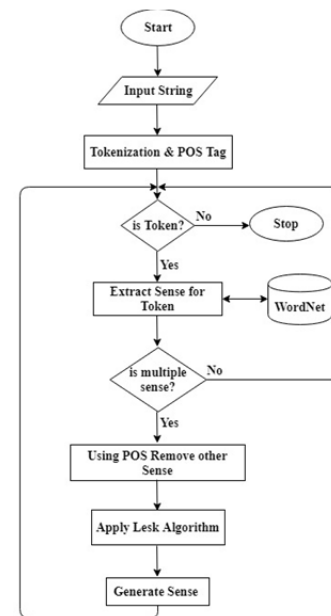 Start
Input String
Tokenization & POS Tag
is Token?
No
Stop
Yes
Extract Sense for
Token
WordNet
is multiple
sense?
No
Yes
Using POS Remove other
Sense
Apply Lesk Algorithm
Generate Sense